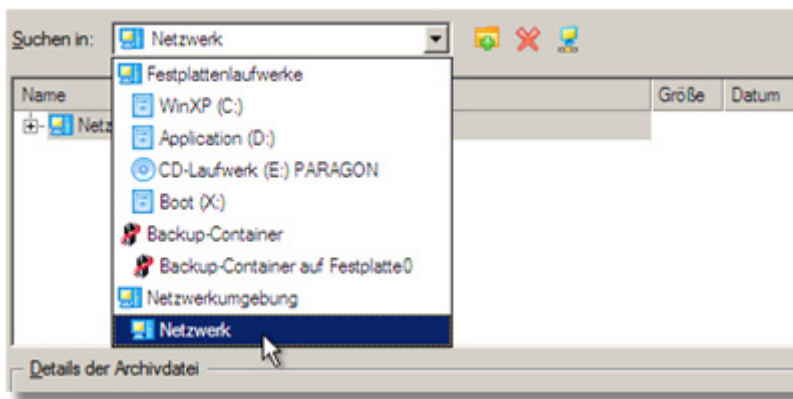 Suchen in: Netzwerk
Festplattenlaufwerke
Name Größe Datum
WinXP (C:)
Netz
Application (D:)
CD-Laufwerk (E:) PARAGON
Boot (X:)
Backup-Container
Backup-Container auf Festplatte0
Netzwerkumgebung
Netzwerk
Details der Archivdatei